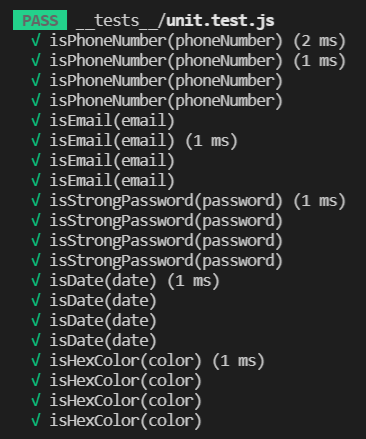 PASS __tests__/unit.test.js
√ isPhoneNumber(phoneNumber) (2 ms)
√ isPhoneNumber(phoneNumber) (1 ms)
√ isPhoneNumber(phoneNumber)
√ isPhoneNumber(phoneNumber)
√ isEmail(email)
√ isEmail(email) (1 ms)
√ isEmail(email)
√ isEmail(email)
√ isStrongPassword(password) (1 ms)
√ isStrongPassword(password)
√ isStrongPassword(password)
√ isStrongPassword(password)
√ isDate(date) (1 ms)
√ isDate(date)
√ isDate(date)
√ isDate(date)
√ isHexColor(color) (1 ms)
√ isHexColor(color)
√ isHexColor(color)
√ isHexColor(color)